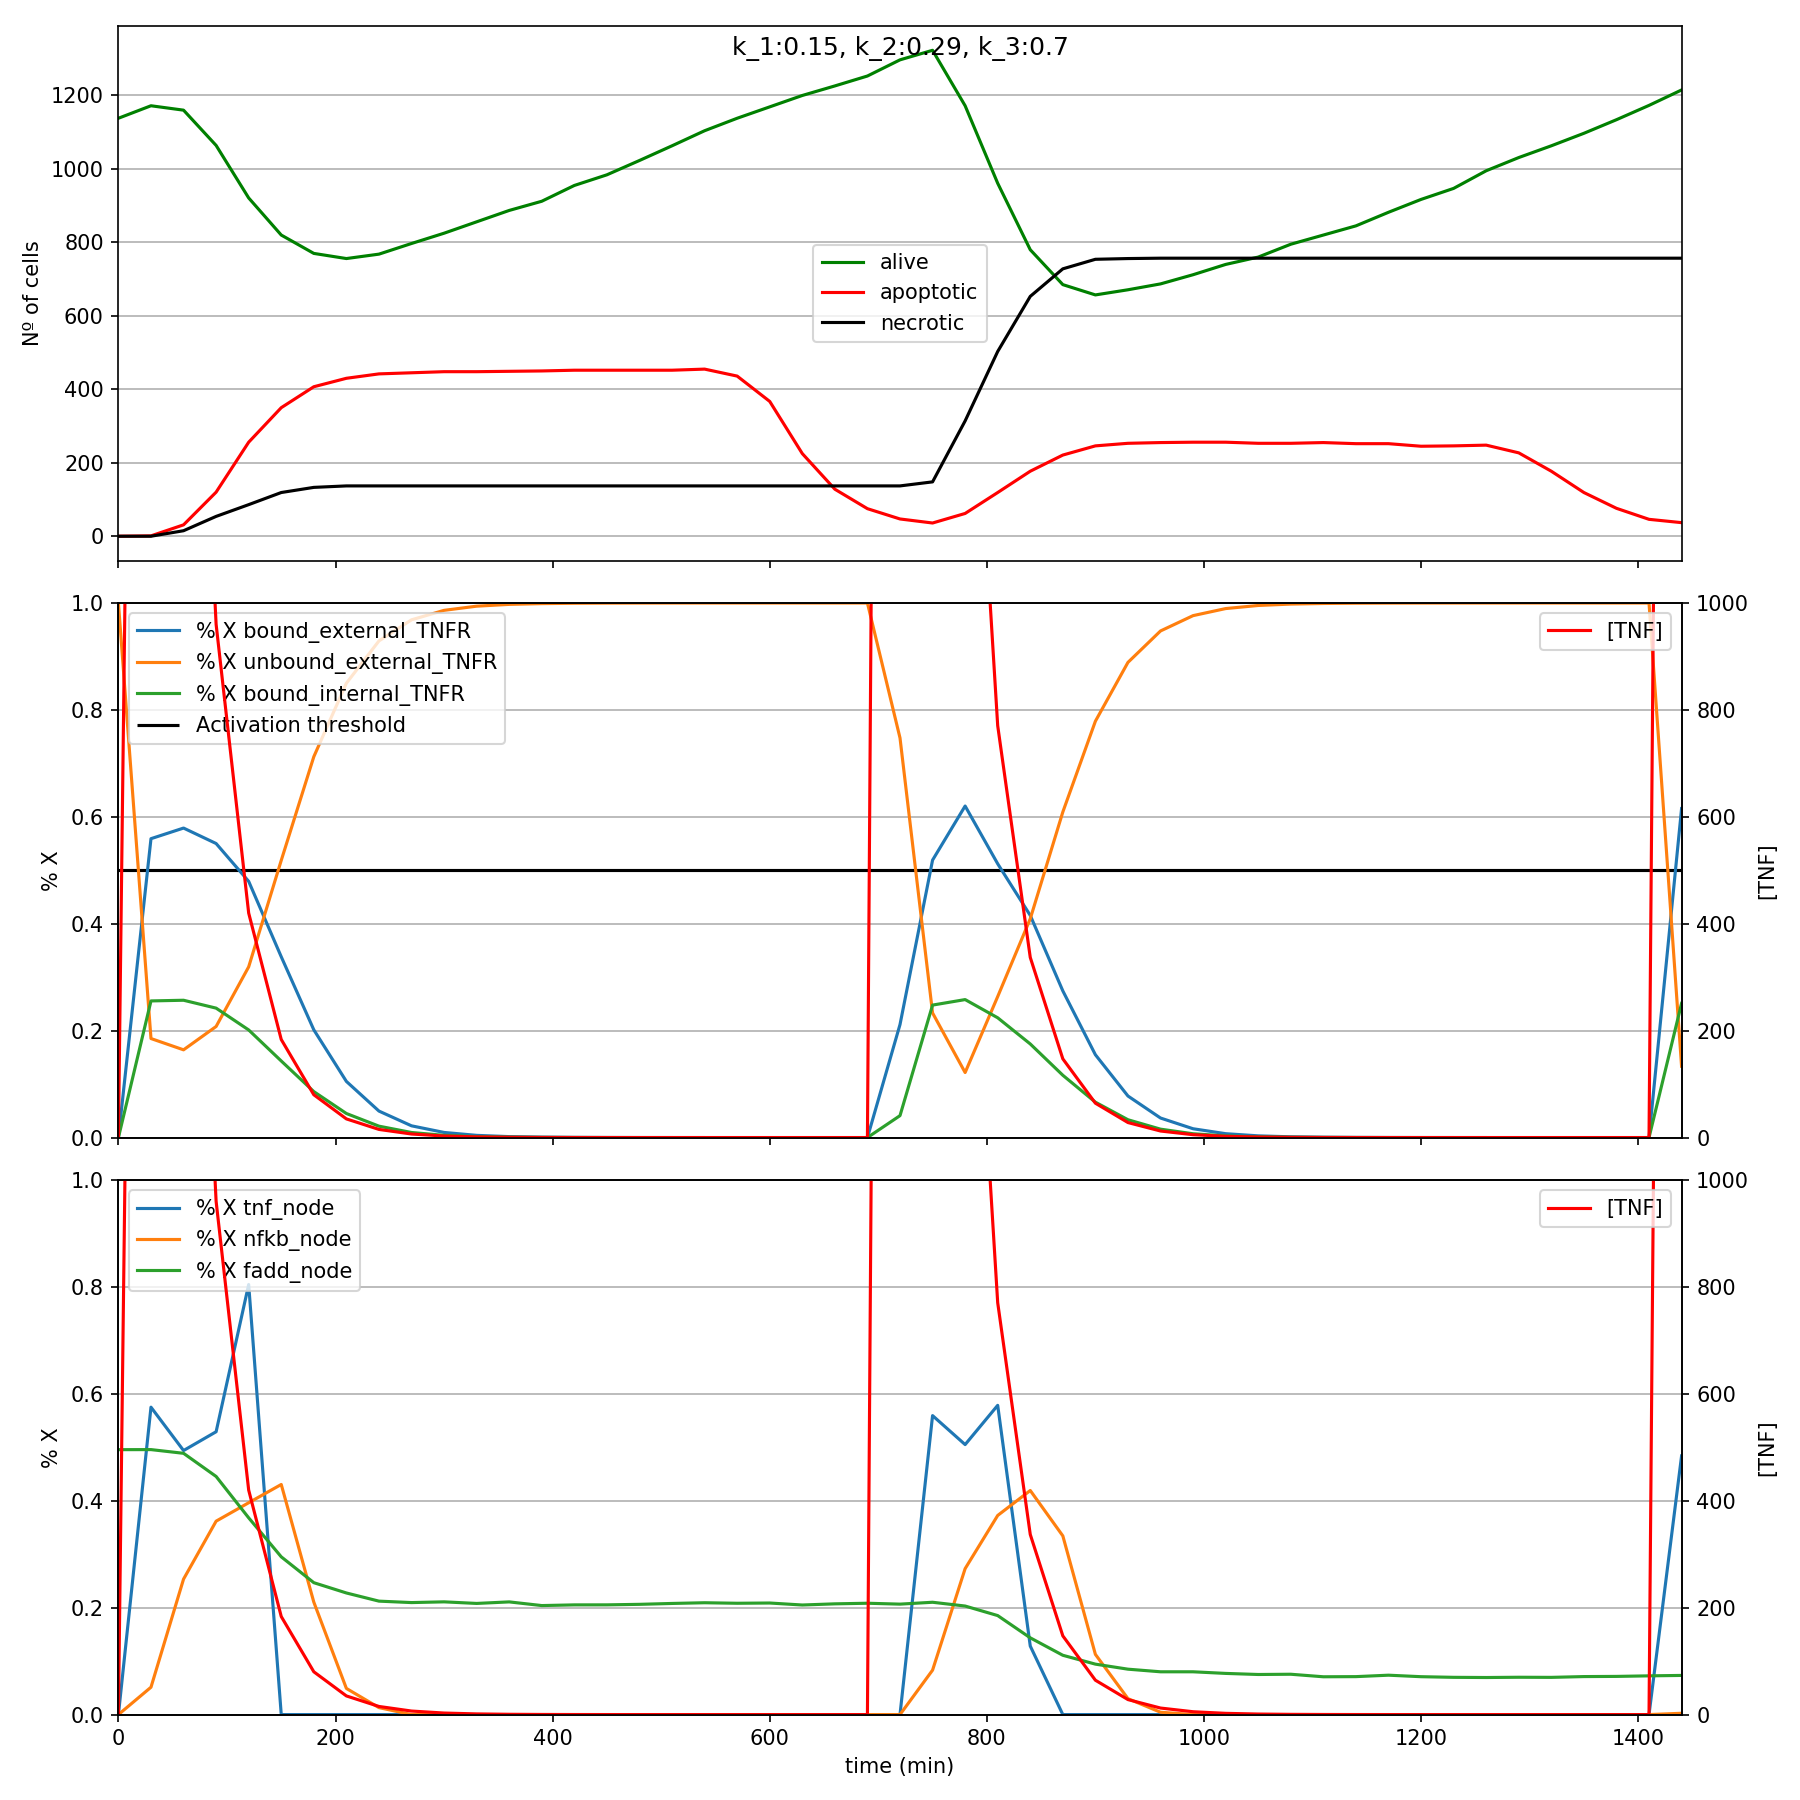 k_1:0.15, k_2:0.29, k_3:0.7
1200
1000
800
600
400
200
0
Nº of cells
alive
apoptotic
necrotic
1.0
0.8
0.6
0.4
0.2
0.0
% X
% X bound_external_TNFR
% X unbound_external_TNFR
% X bound_internal_TNFR
Activation threshold
[TNF]
1000
800
600
400
200
0
[TNF]
1.0
0.8
0.6
0.4
0.2
0.0
% X
% X tnf_node
% X nfkb_node
% X fadd_node
[TNF]
1000
800
600
400
200
0
[TNF]
0 200 400 600 800 1000 1200 1400
time (min)